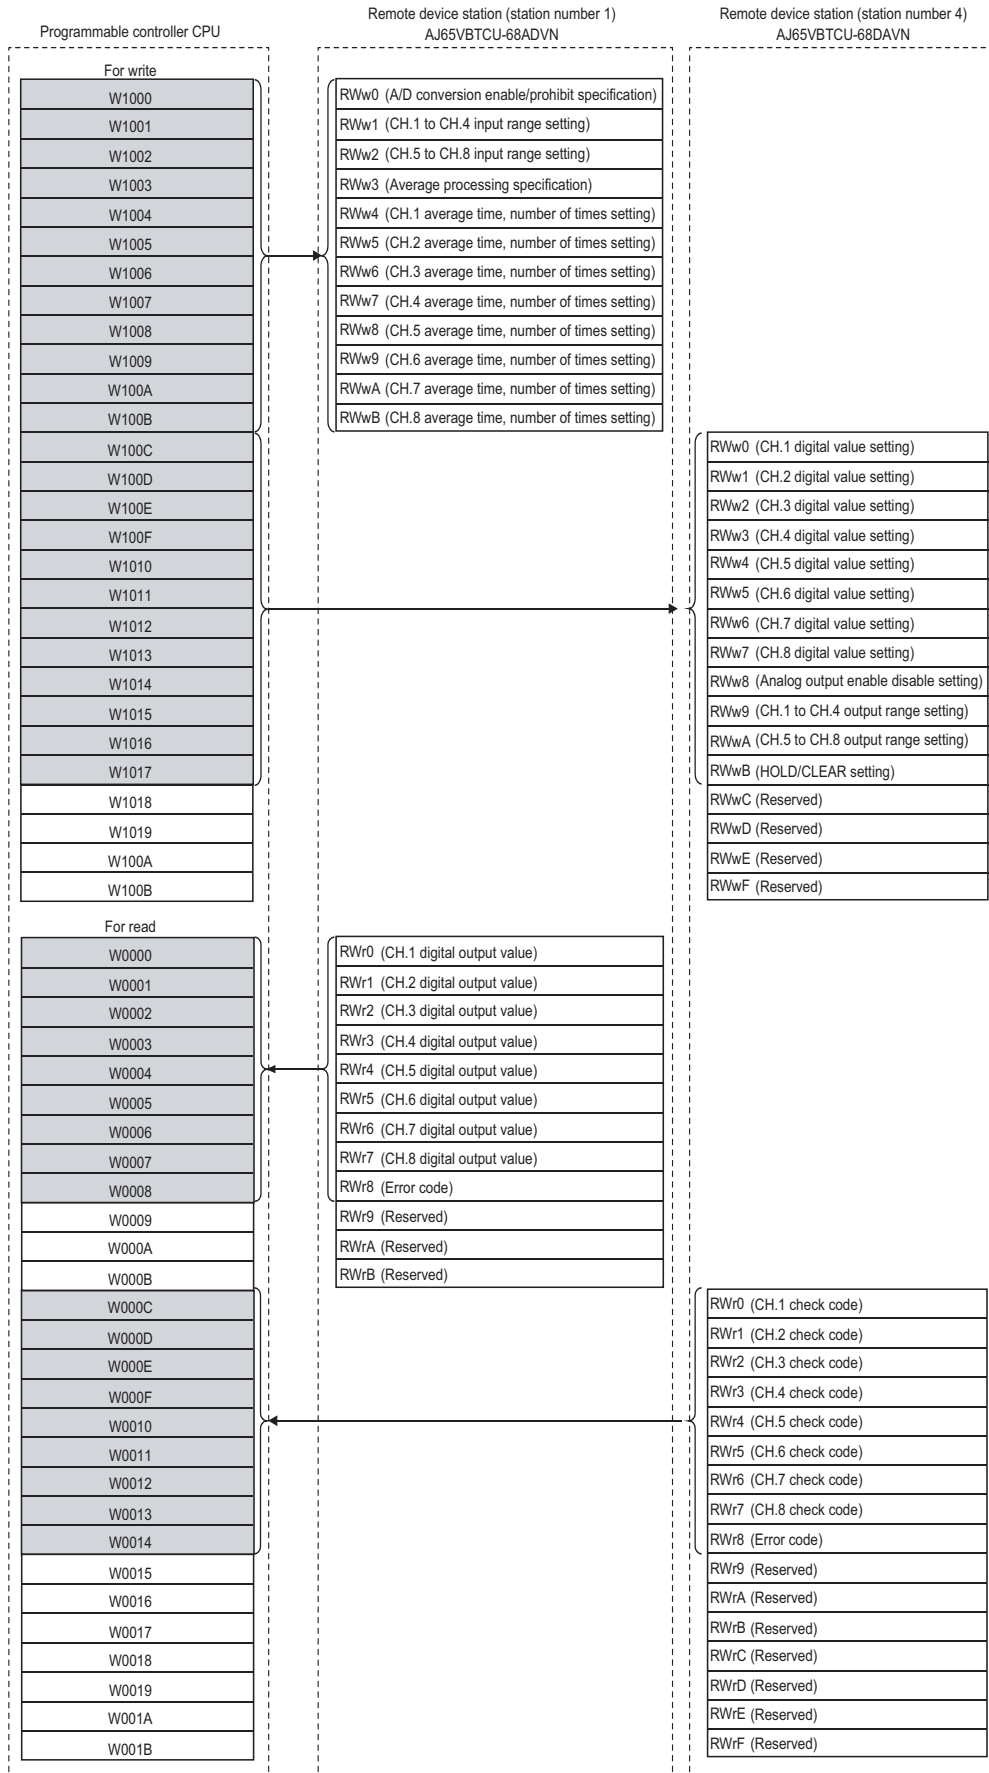 Programmable controller CPU
Remote device station (station number 1)
AJ65VBTCU-68ADVN
Remote device station (station number 4)
AJ65VBTCU-68DAVN
For write
W1000
W1001
W1002
W1003
W1004
W1005
W1006
W1007
W1008
W1009
W100A
W100B
W100C
W100D
W100E
W100F
W1010
W1011
W1012
W1013
W1014
W1015
W1016
W1017
W1018
W1019
W100A
W100B
RWw0 (A/D conversion enable/prohibit specification)
RWw1 (CH.1 to CH.4 input range setting)
RWw2 (CH.5 to CH.8 input range setting)
RWw3 (Average processing specification)
RWw4 (CH.1 average time, number of times setting)
RWw5 (CH.2 average time, number of times setting)
RWw6 (CH.3 average time, number of times setting)
RWw7 (CH.4 average time, number of times setting)
RWw8 (CH.5 average time, number of times setting)
RWw9 (CH.6 average time, number of times setting)
RWwA (CH.7 average time, number of times setting)
RWwB (CH.8 average time, number of times setting)
RWw0 (CH.1 digital value setting)
RWw1 (CH.2 digital value setting)
RWw2 (CH.3 digital value setting)
RWw3 (CH.4 digital value setting)
RWw4 (CH.5 digital value setting)
RWw5 (CH.6 digital value setting)
RWw6 (CH.7 digital value setting)
RWw7 (CH.8 digital value setting)
RWw8 (Analog output enable disable setting)
RWw9 (CH.1 to CH.4 output range setting)
RWwA (CH.5 to CH.8 output range setting)
RWwB (HOLD/CLEAR setting)
RWwC (Reserved)
RWwD (Reserved)
RWwE (Reserved)
RWwF (Reserved)
For read
W0000
W0001
W0002
W0003
W0004
W0005
W0006
W0007
W0008
W0009
W000A
W000B
W000C
W000D
W000E
W000F
W0010
W0011
W0012
W0013
W0014
W0015
W0016
W0017
W0018
W0019
W001A
W001B
RWr0 (CH.1 digital output value)
RWr1 (CH.2 digital output value)
RWr2 (CH.3 digital output value)
RWr3 (CH.4 digital output value)
RWr4 (CH.5 digital output value)
RWr5 (CH.6 digital output value)
RWr6 (CH.7 digital output value)
RWr7 (CH.8 digital output value)
RWr8 (Error code)
RWr9 (Reserved)
RWrA (Reserved)
RWrB (Reserved)
RWr0 (CH.1 check code)
RWr1 (CH.2 check code)
RWr2 (CH.3 check code)
RWr3 (CH.4 check code)
RWr4 (CH.5 check code)
RWr5 (CH.6 check code)
RWr6 (CH.7 check code)
RWr7 (CH.8 check code)
RWr8 (Error code)
RWr9 (Reserved)
RWrA (Reserved)
RWrB (Reserved)
RWrC (Reserved)
RWrD (Reserved)
RWrE (Reserved)
RWrF (Reserved)